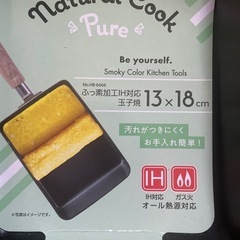 Natural Cook
Pure
Be yourself.
Smoky Color Kitchen Tools
No.HB-6666
ふっ素加工IH対応
玉子焼 13×18cm
汚れがつきにくく
お手入れ簡単！
IH
IH対応 ガス火
オール熱源対応
※写真はイメージです。